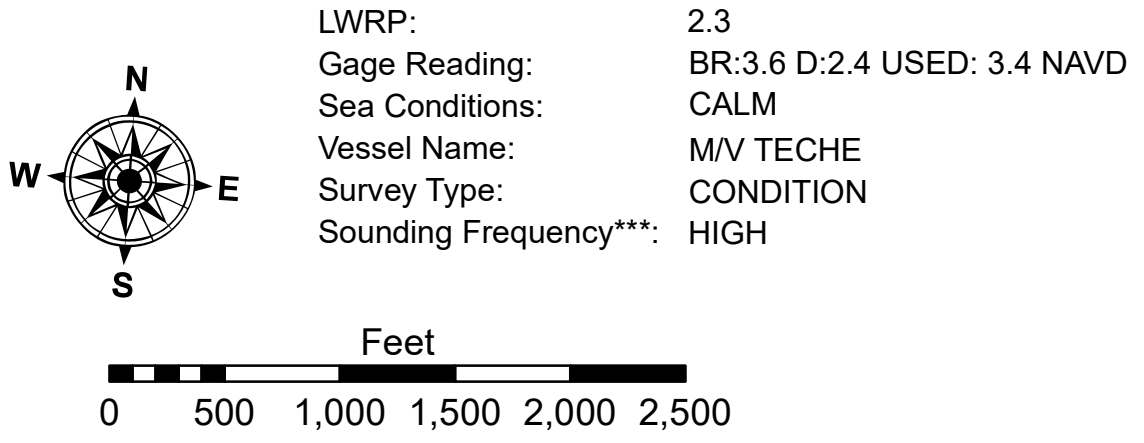 LWRP: 2.3
Gage Reading: BR:3.6 D:2.4 USED: 3.4 NAVD
Sea Conditions: CALM
Vessel Name: M/V TECHE
Survey Type: CONDITION
Sounding Frequency***: HIGH
N
W E
S
Feet
0 500 1,000 1,500 2,000 2,500